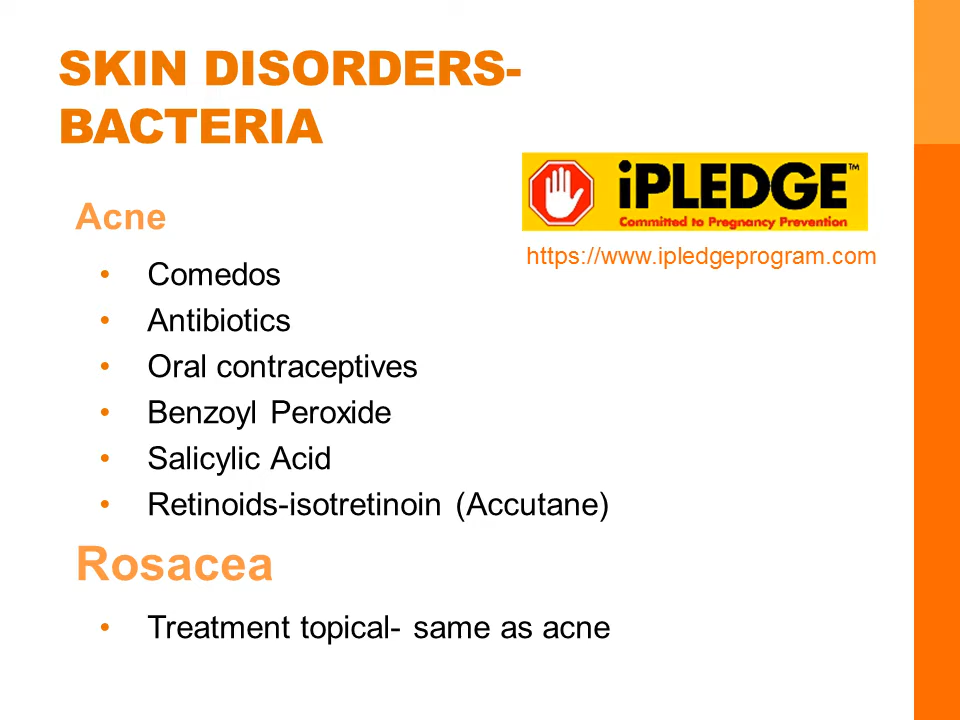 SKIN DISORDERS-
BACTERIA
iPLEDGE™
Committed to Pregnancy Prevention
https://www.ipledgeprogram.com
Acne
• Comedos
• Antibiotics
• Oral contraceptives
• Benzoyl Peroxide
• Salicylic Acid
• Retinoids-isotretinoin (Accutane)
Rosacea
• Treatment topical- same as acne